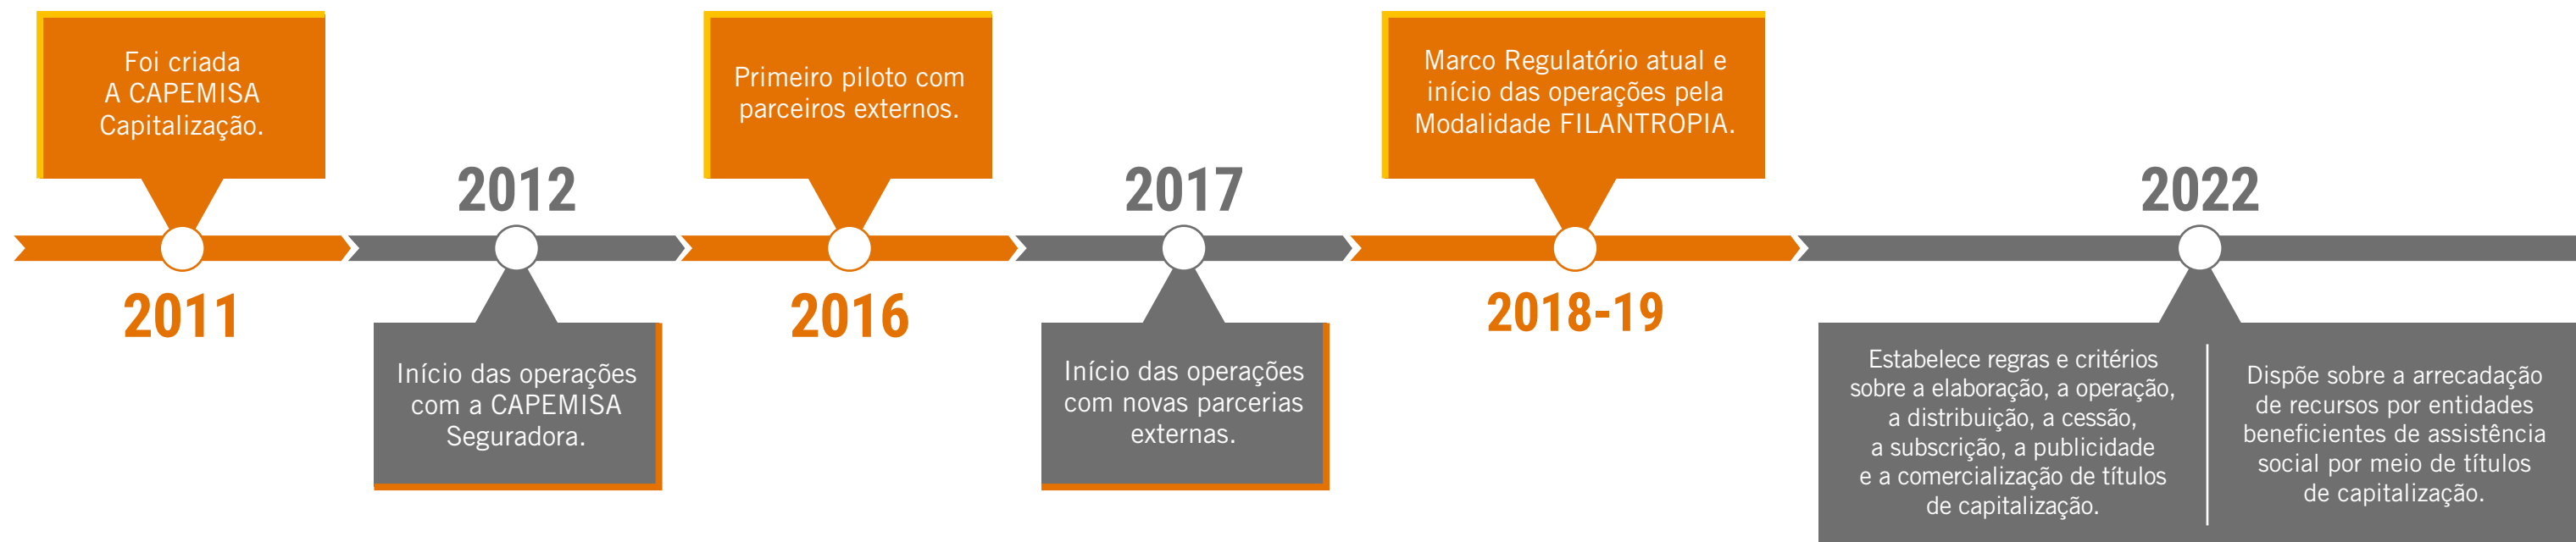 Foi criada
A CAPEMISA
Capitalização.
2011
2012
Início das operações
com a CAPEMISA
Seguradora.
Primeiro piloto com
parceiros externos.
2016
2017
Início das operações
com novas parcerias
externas.
Marco Regulatório atual e
início das operações pela
Modalidade FILANTROPIA.
2018-19
2022
Estabelece regras e critérios
sobre a elaboração, a operação,
a distribuição, a cessão,
a subscrição, a publicidade
e a comercialização de títulos
de capitalização.
Dispõe sobre a arrecadação
de recursos por entidades
beneficientes de assistência
social por meio de títulos
de capitalização.